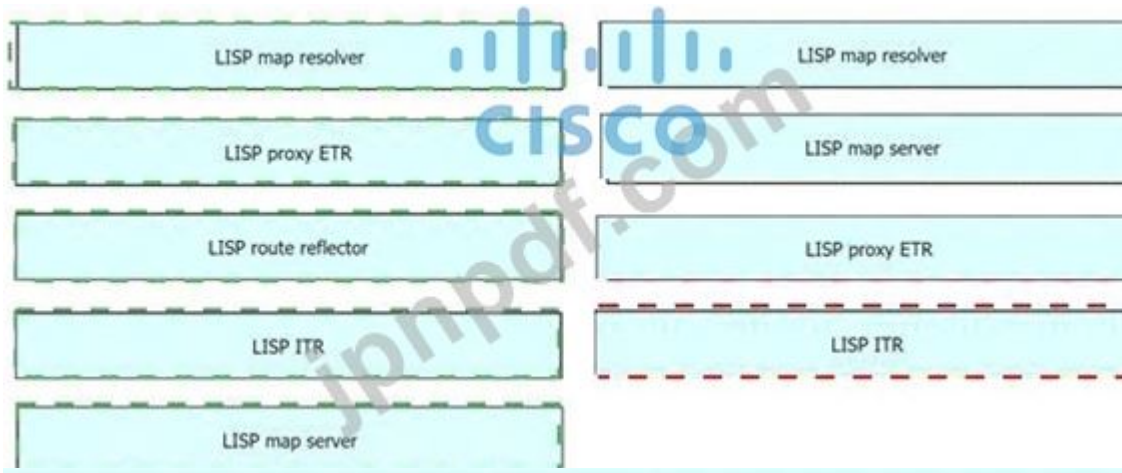 LISP map resolver
LISP proxy ETR
LISP route reflector
LISP ITR
LISP map server
LISP map resolver
LISP map server
LISP proxy ETR
LISP ITR
CISCO
jpnpdf.com